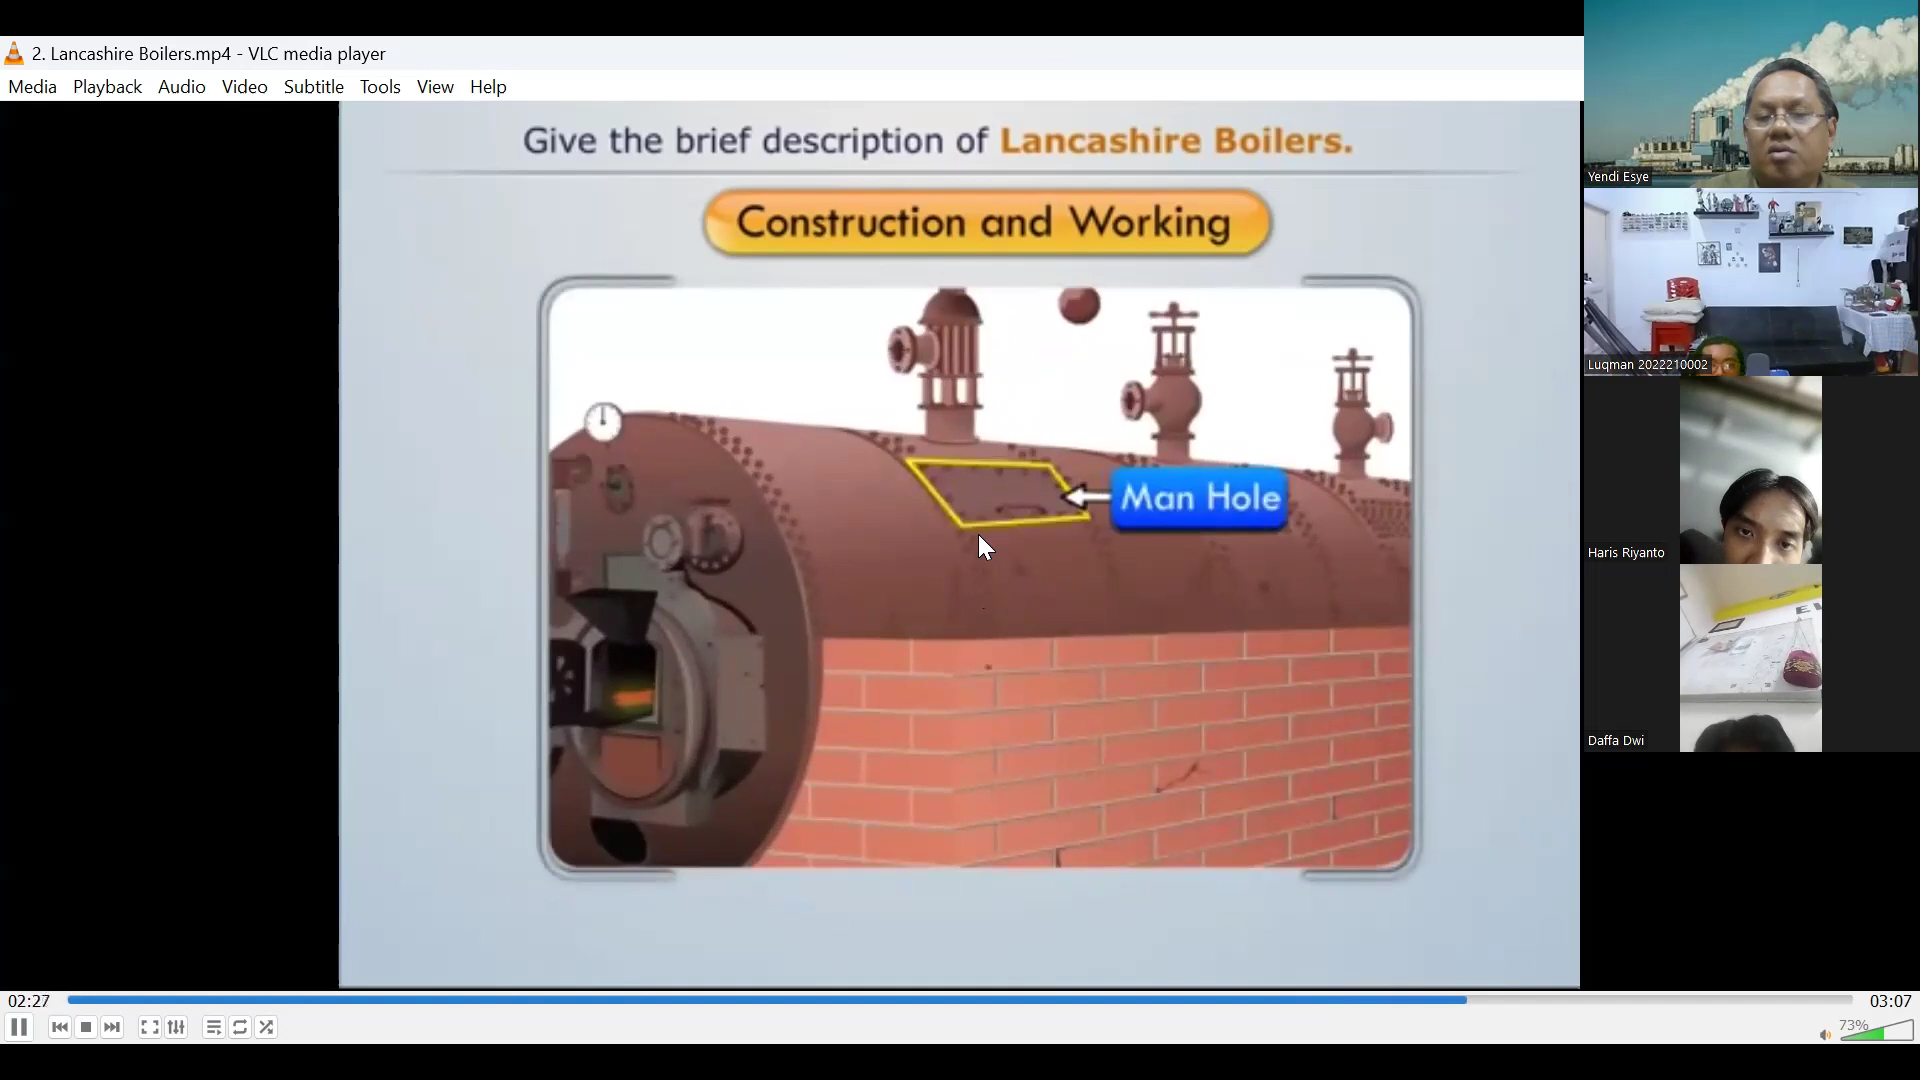 2. Lancashire Boilers.mp4 - VLC media player
Media Playback Audio Video Subtitle Tools View Help
Give the brief description of Lancashire Boilers.
Construction and Working
Man Hole
Yendi Esye
Luqman 2022210002
Haris Riyanto
Daffa Dwi
02:27
03:07
73%